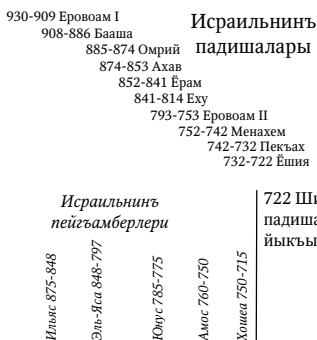 930-909 Еровоам I
908-886 Бааша
885-874 Омрий
874-853 Ахав
852-841 Ёрам
841-814 Еху
793-753 Еровоам II
752-742 Менахем
742-732 Пекъах
732-722 Ёшия
Исраильнинъ
падишалары
Исраильнинъ
пейгъамберлери
Ильяс 875-848
Эль-Яса 848-797
Юнус 785-775
Амос 760-750
Хошеа 750-715
722
падиша
йыкъы